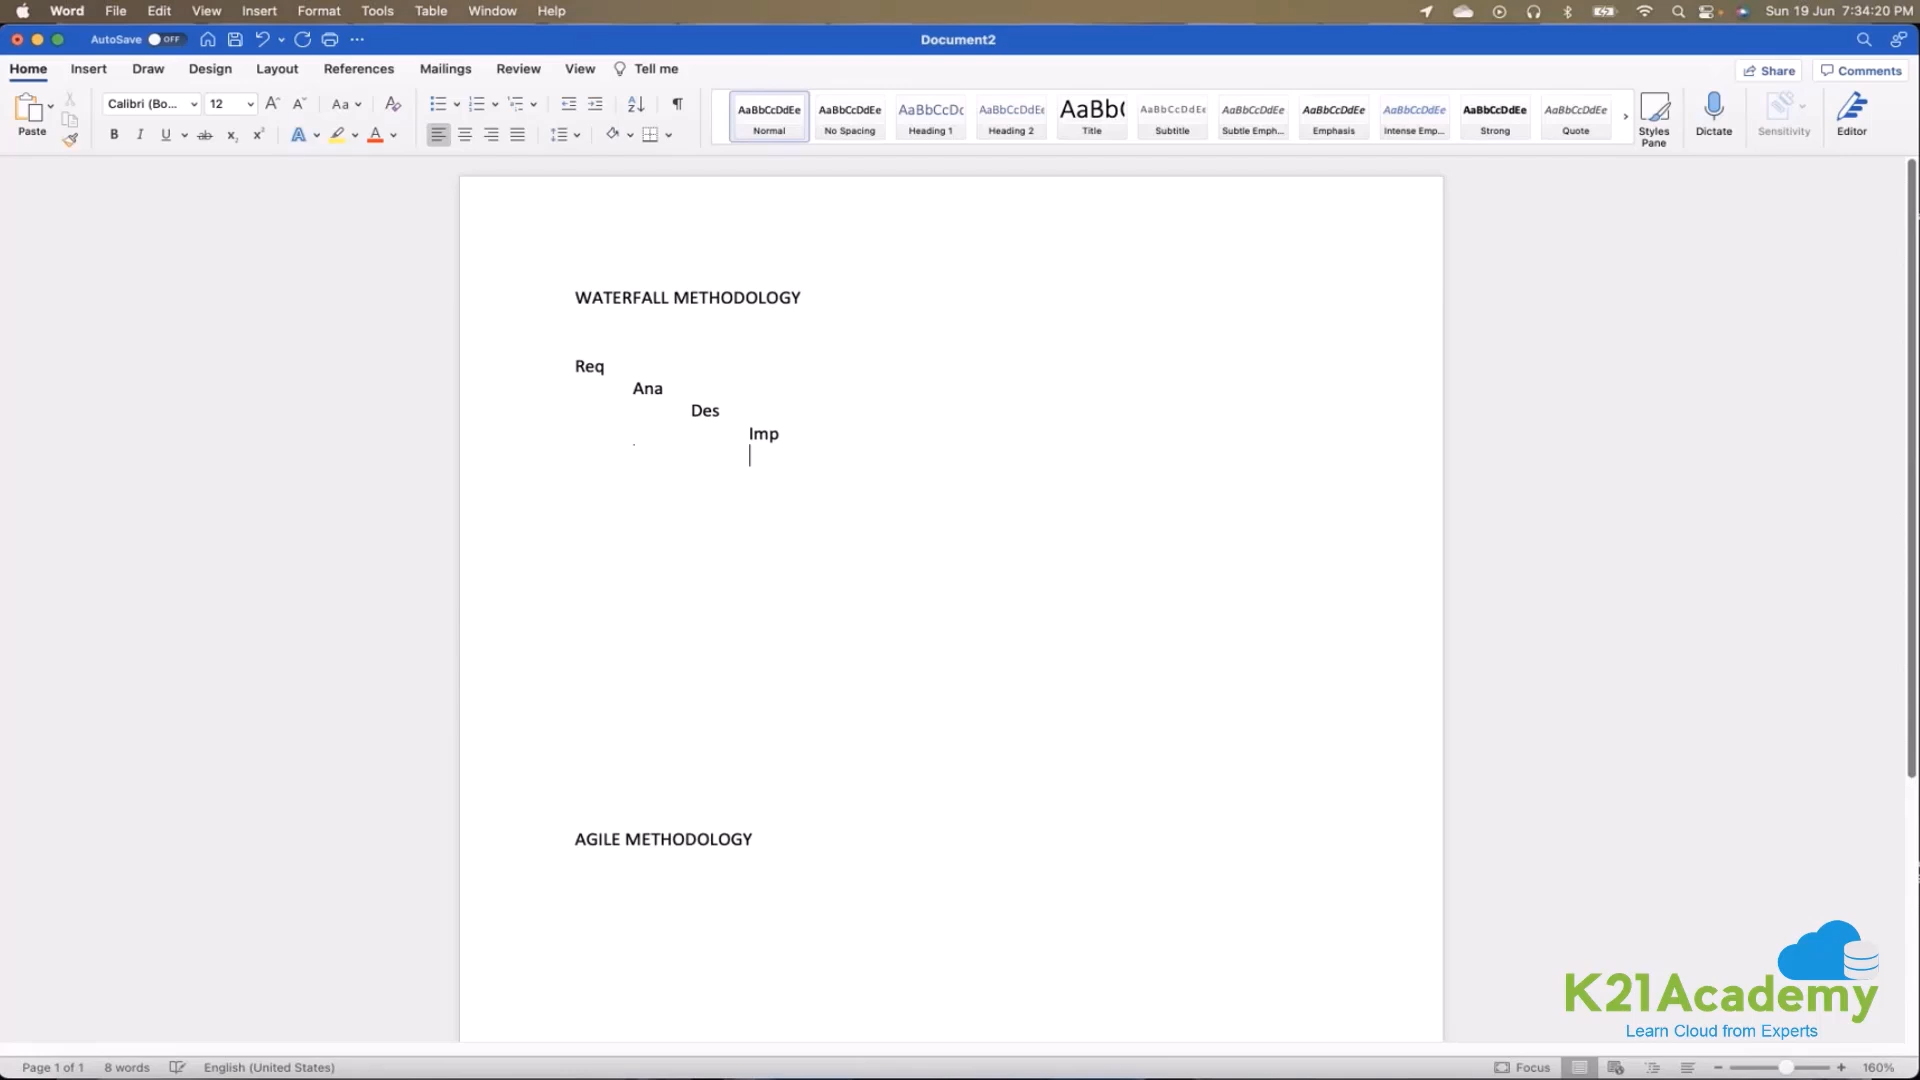 Word File Edit View Insert Format Tools Table Window Help Sun 19 Jun 7:34:20 PM
AutoSave OFF Document2
Home Insert Draw Design Layout References Mailings Review View Tell me Share Comments
Paste Calibri (Bo... 12 Aa
AaBbCcDdEe AaBbCcDdEe AaBbCcDc AaBbCcDdEe AaBb( AaBbCcDdEe AaBbCcDdEe AaBbCcDdEe AaBbCcDdEe AaBbCcDdEe AaBbCcDdEe
Normal No Spacing Heading 1 Heading 2 Title Subtitle Subtle Emph... Emphasis Intense Emp... Strong Quote
Styles Pane Dictate Sensitivity Editor
WATERFALL METHODOLOGY
Req
Ana
Des
Imp
AGILE METHODOLOGY
K21Academy
Learn Cloud from Experts
Page 1 of 1 8 words English (United States) Focus 160%